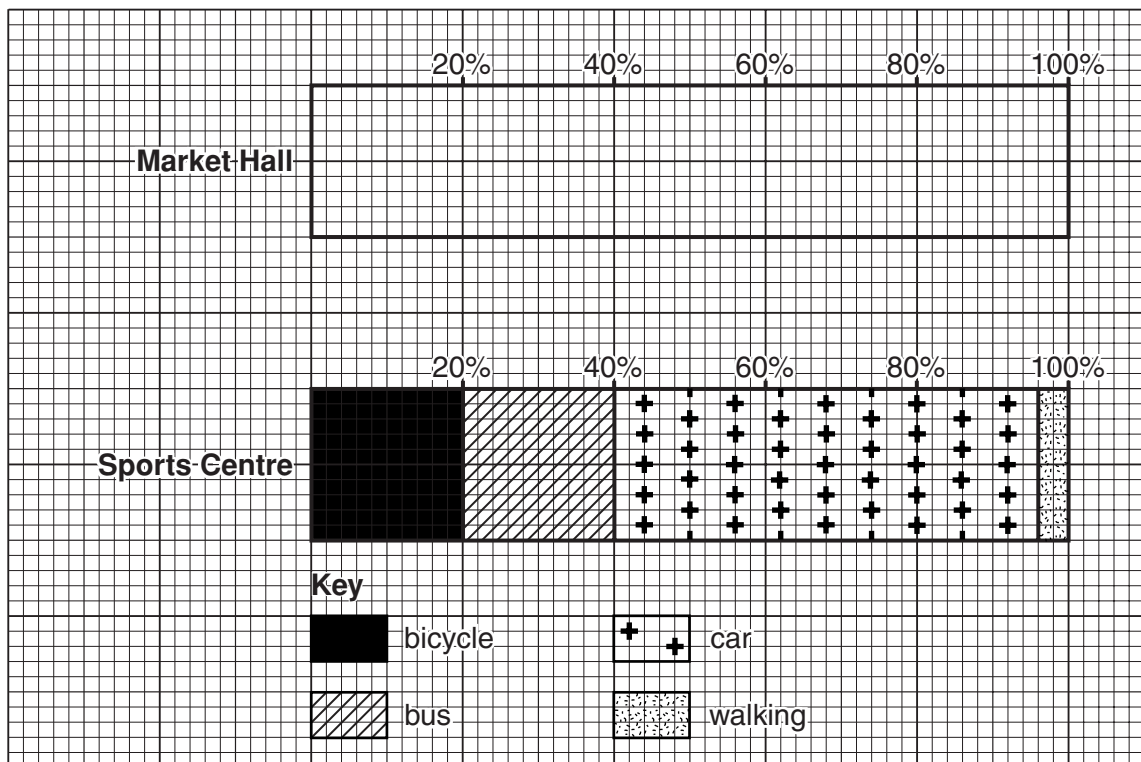 20% 40% 60% 80% 100%
Market Hall
20% 40% 60% 80% 100%
Sports Centre
Key
bicycle car
bus walking